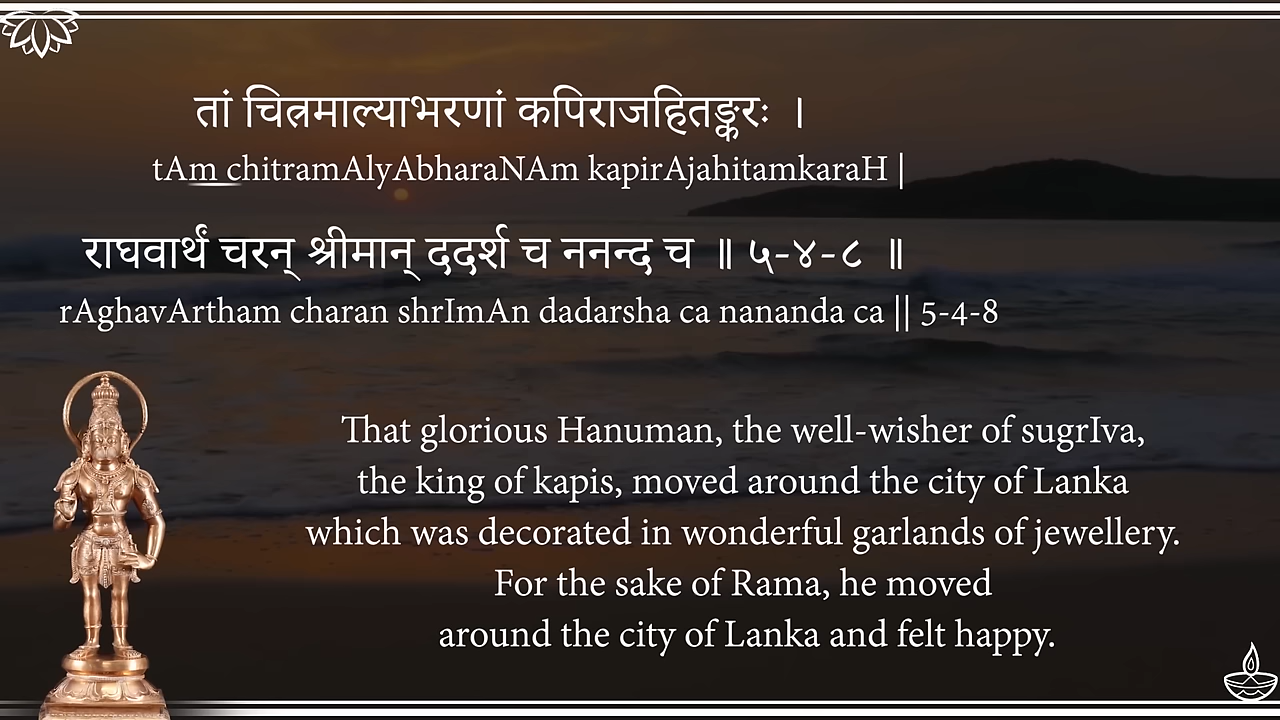 तां चित्रमाल्याभरणां कपिराजहितङ्करः ।
tAm chitramAlyAbharaNAm kapirAjahitamkaraH |
राघवार्थं चरन् श्रीमान् ददर्श च ननन्द च ॥ ५-४-८ ॥
rAghavArtham charan shrImAn dadarsha ca nananda ca || 5-4-8
That glorious Hanuman, the well-wisher of sugrIva,
the king of kapis, moved around the city of Lanka
which was decorated in wonderful garlands of jewellery.
For the sake of Rama, he moved
around the city of Lanka and felt happy.